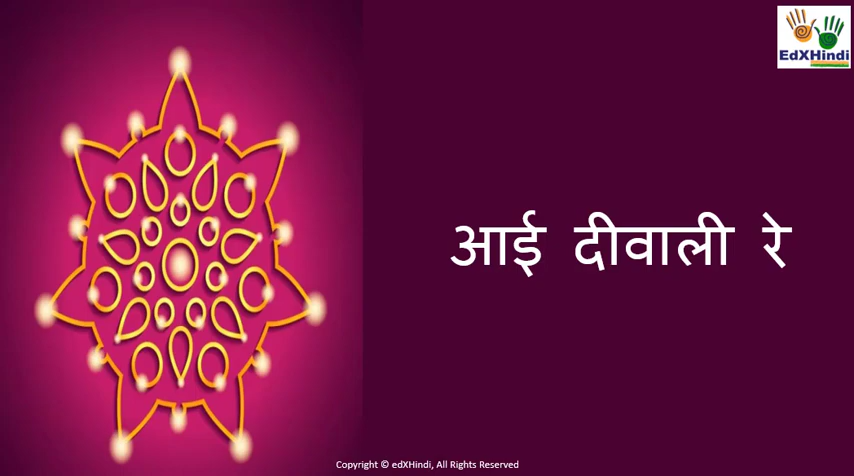 EdXHindi
आई दीवाली रे
Copyright © edXHindi, All Rights Reserved